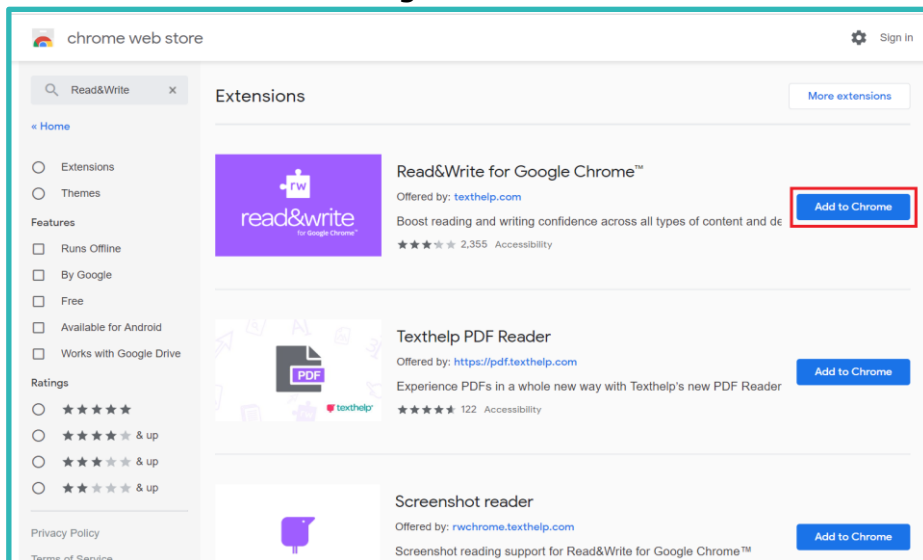 chrome web store
Sign in
Read&Write
« Home
Extensions
Themes
Features
Runs Offline
By Google
Free
Available for Android
Works with Google Drive
Ratings
& up
& up
& up
Privacy Policy
Terms of Service
Extensions
More extensions
rw
read&write
for Google Chrome™
Read&Write for Google Chrome™
Offered by: texthelp.com
Boost reading and writing confidence across all types of content and de
2,355 Accessibility
Add to Chrome
PDF
texthelp
Texthelp PDF Reader
Offered by: https://pdf.texthelp.com
Experience PDFs in a whole new way with Texthelp's new PDF Reader
122 Accessibility
Add to Chrome
Screenshot reader
Offered by: rwchrome.texthelp.com
Screenshot reading support for Read&Write for Google Chrome™
Add to Chrome